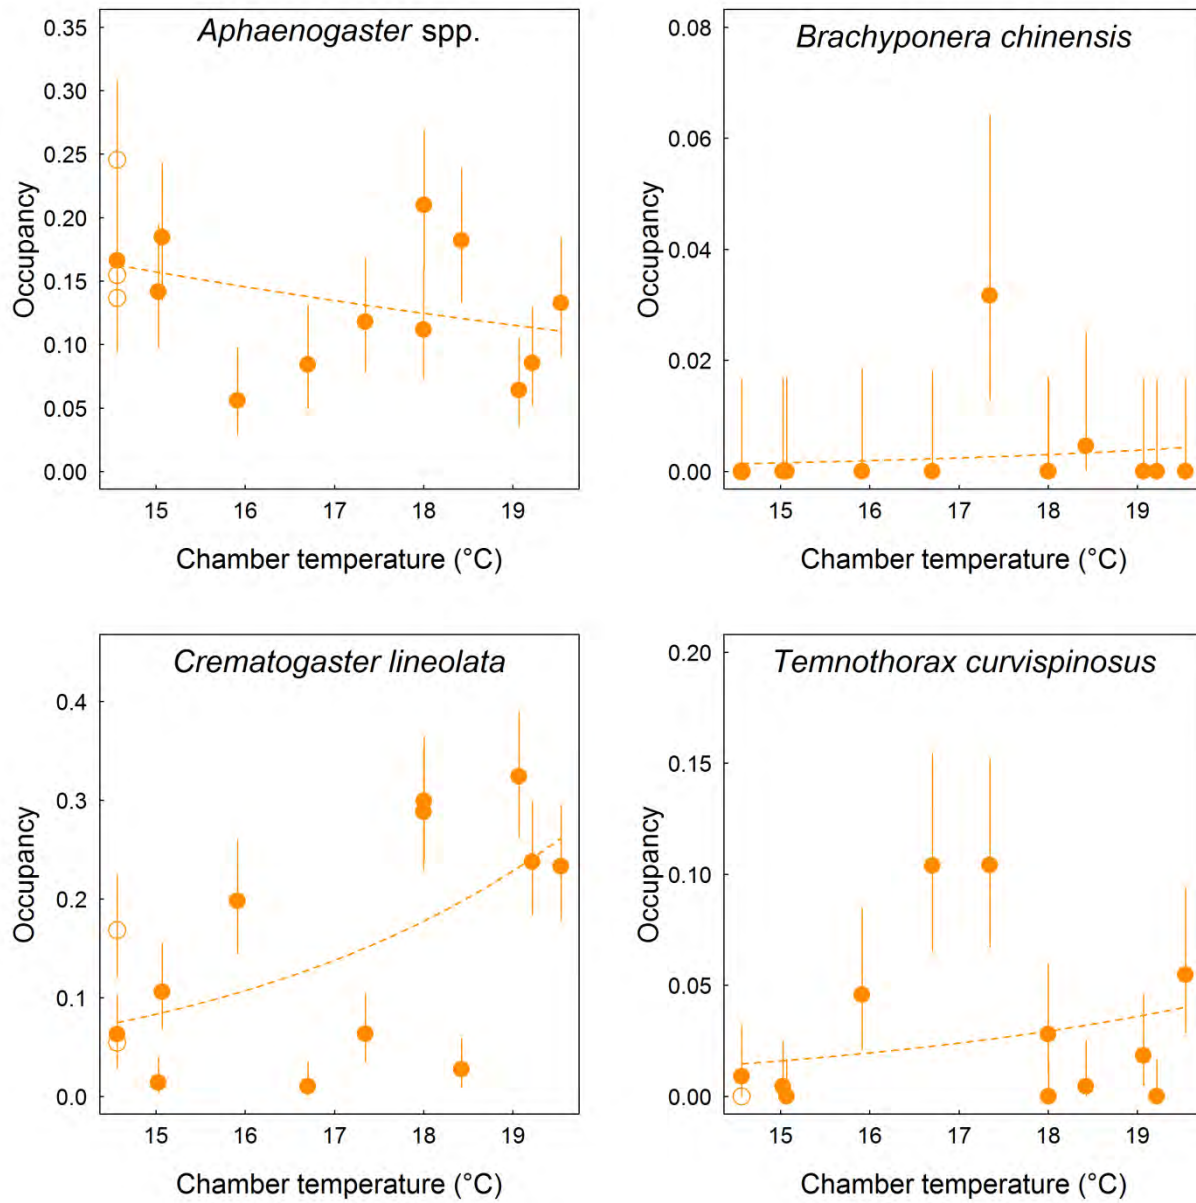 Aphaenogaster spp.
0.35
0.30
0.25
0.20
0.15
0.10
0.05
0.00
Occupancy
15 16 17 18 19
Chamber temperature (°C)
Brachyponera chinensis
0.08
0.06
0.04
0.02
0.00
Occupancy
15 16 17 18 19
Chamber temperature (°C)
Crematogaster lineolata
0.4
0.3
0.2
0.1
0.0
Occupancy
15 16 17 18 19
Chamber temperature (°C)
Temnothorax curvispinosus
0.20
0.15
0.10
0.05
0.00
Occupancy
15 16 17 18 19
Chamber temperature (°C)